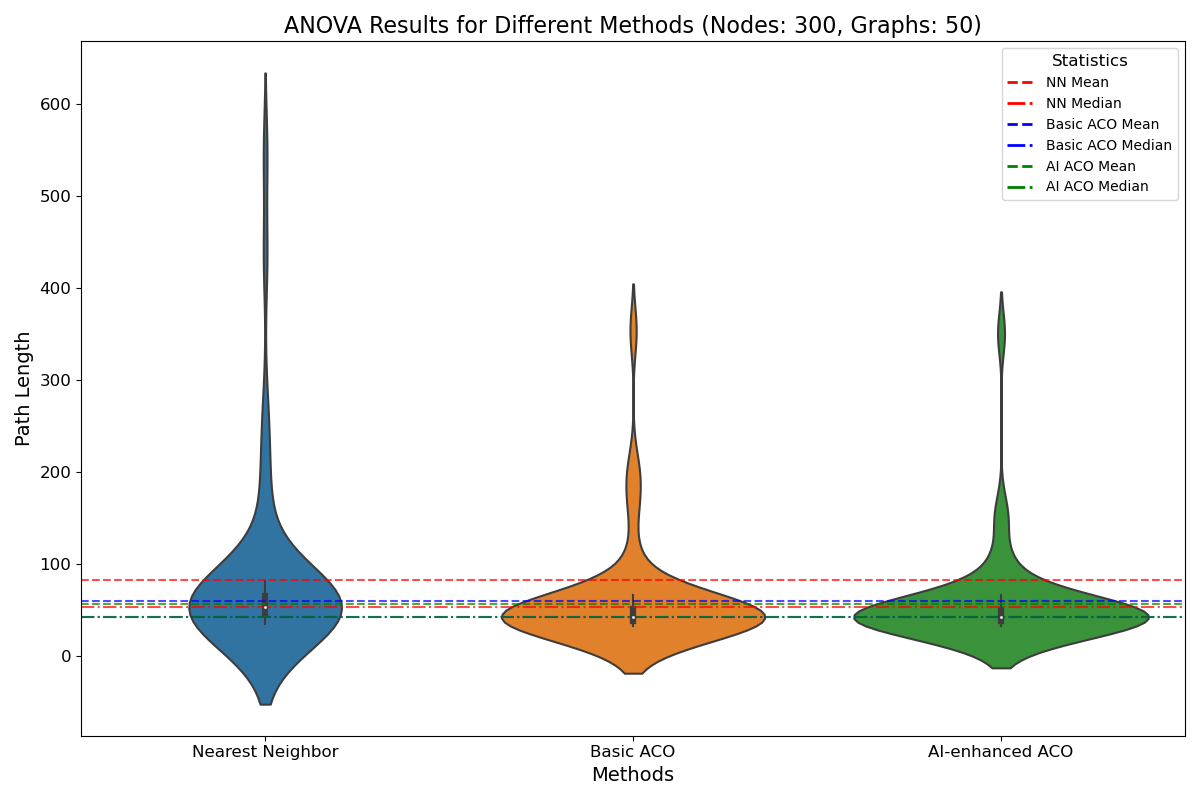 ANOVA Results for Different Methods (Nodes: 300, Graphs: 50)
Statistics
NN Mean
NN Median
Basic ACO Mean
Basic ACO Median
AI ACO Mean
AI ACO Median
Path Length
600
500
400
300
200
100
0
Nearest Neighbor
Basic ACO
AI-enhanced ACO
Methods